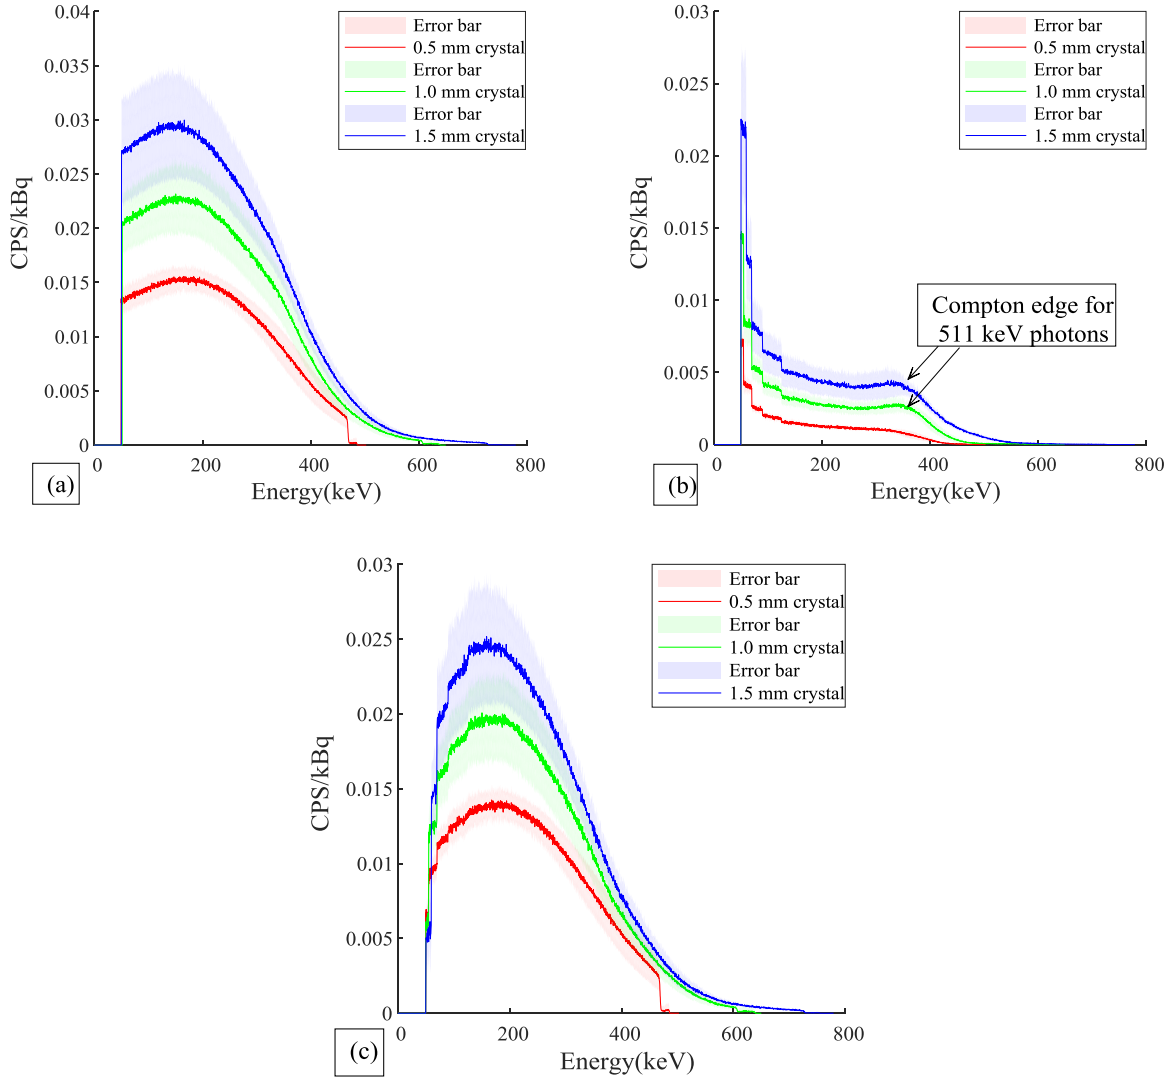 0.04
0.035
0.03
0.025
0.02
0.015
0.01
0.005
0
CPS/kBq
0
200
400
600
800
Energy(keV)
Error bar
0.5 mm crystal
Error bar
1.0 mm crystal
Error bar
1.5 mm crystal
(a)
0.03
0.025
0.02
0.015
0.01
0.005
0
CPS/kBq
0
200
400
600
800
Energy(keV)
Error bar
0.5 mm crystal
Error bar
1.0 mm crystal
Error bar
1.5 mm crystal
Compton edge for
511 keV photons
(b)
0.03
0.025
0.02
0.015
0.01
0.005
0
CPS/kBq
0
200
400
600
800
Energy(keV)
Error bar
0.5 mm crystal
Error bar
1.0 mm crystal
Error bar
1.5 mm crystal
(c)